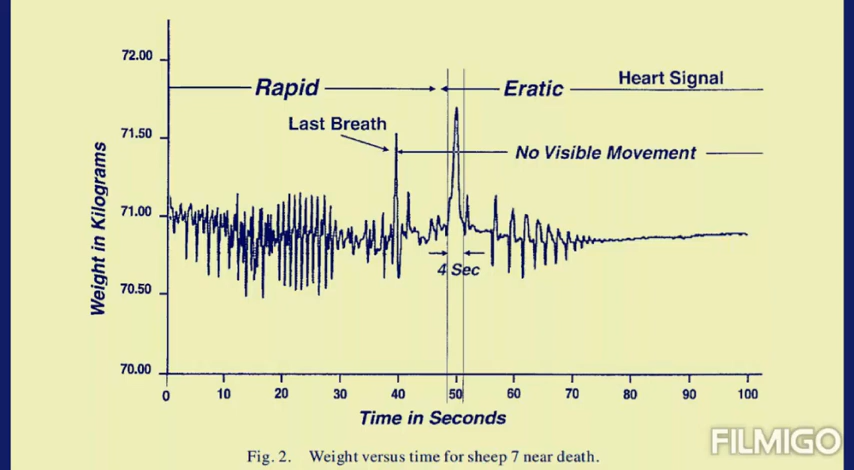 72.00
Rapid
Eratic
Heart Signal
Last Breath
71.50
No Visible Movement
Weight in Kilograms
71.00
4 Sec
70.50
70.00
0 10 20 30 40 50 60 70 80 90 100
Time in Seconds
Fig. 2. Weight versus time for sheep 7 near death.
FILMIGO